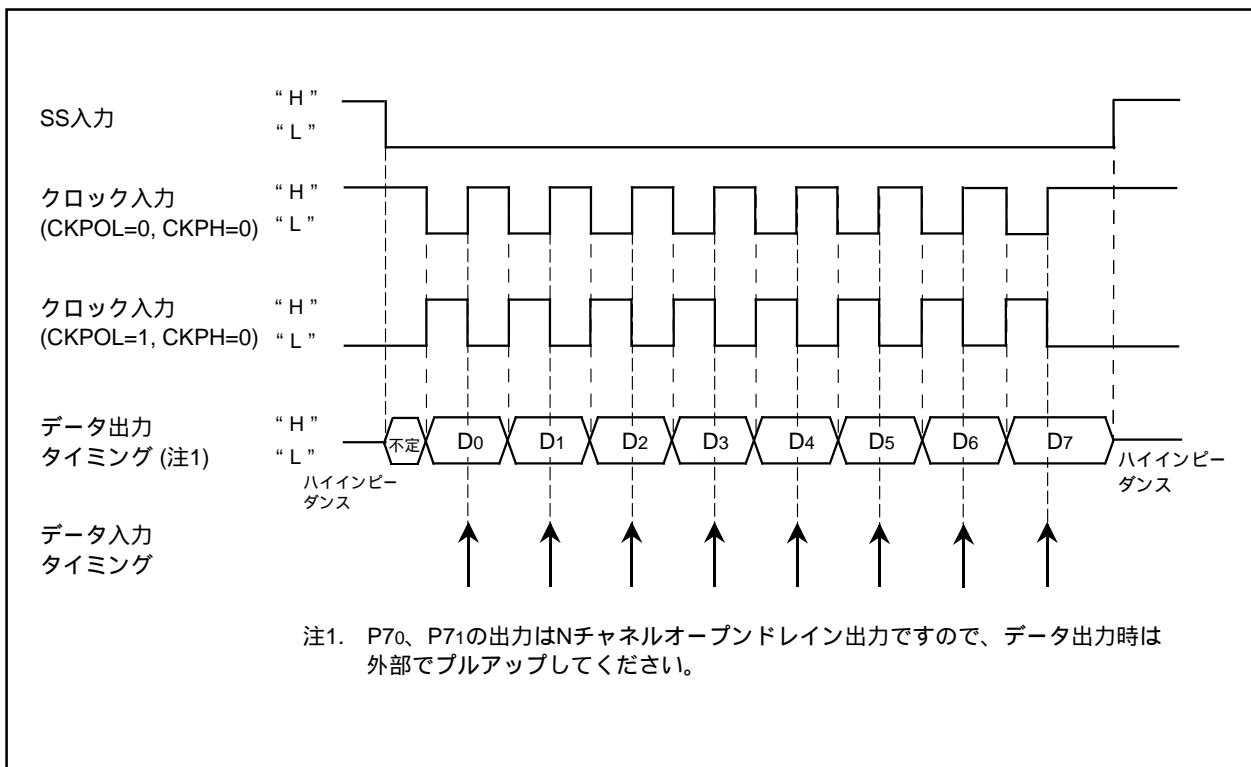 SS入力
“ H ”
“ L ”
クロック入力
(CKPOL=0, CKPH=0)
“ H ”
“ L ”
クロック入力
(CKPOL=1, CKPH=0)
“ H ”
“ L ”
データ出力
タイミング (注1)
“ H ”
“ L ”
不定 D0 D1 D2 D3 D4 D5 D6 D7
ハイインピー
ダンス
ハイインピー
ダンス
データ入力
タイミング
注1. P70、P71の出力はNチャネルオープンドレイン出力ですので、データ出力時は
外部でプルアップしてください。